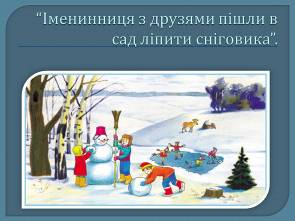 “Іменинниця з друзями пішли в
сад ліпити сніговика”.